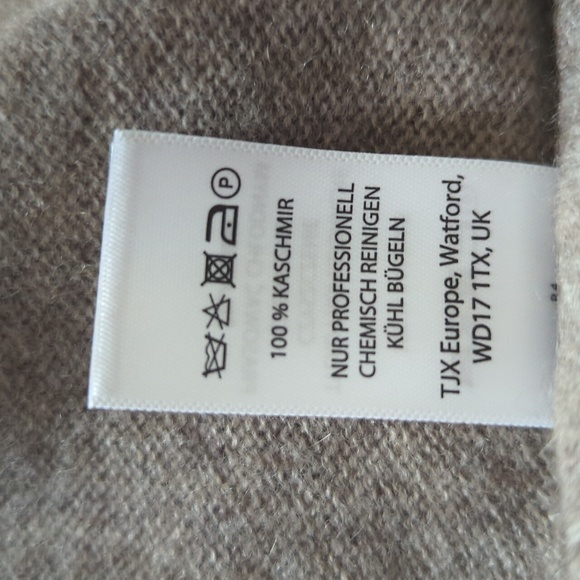 P
100 % KASCHMIR
NUR PROFESSIONELL
CHEMISCH REINIGEN
KÜHL BÜGELN
TJX Europe, Watford,
WD17 1TX, UK